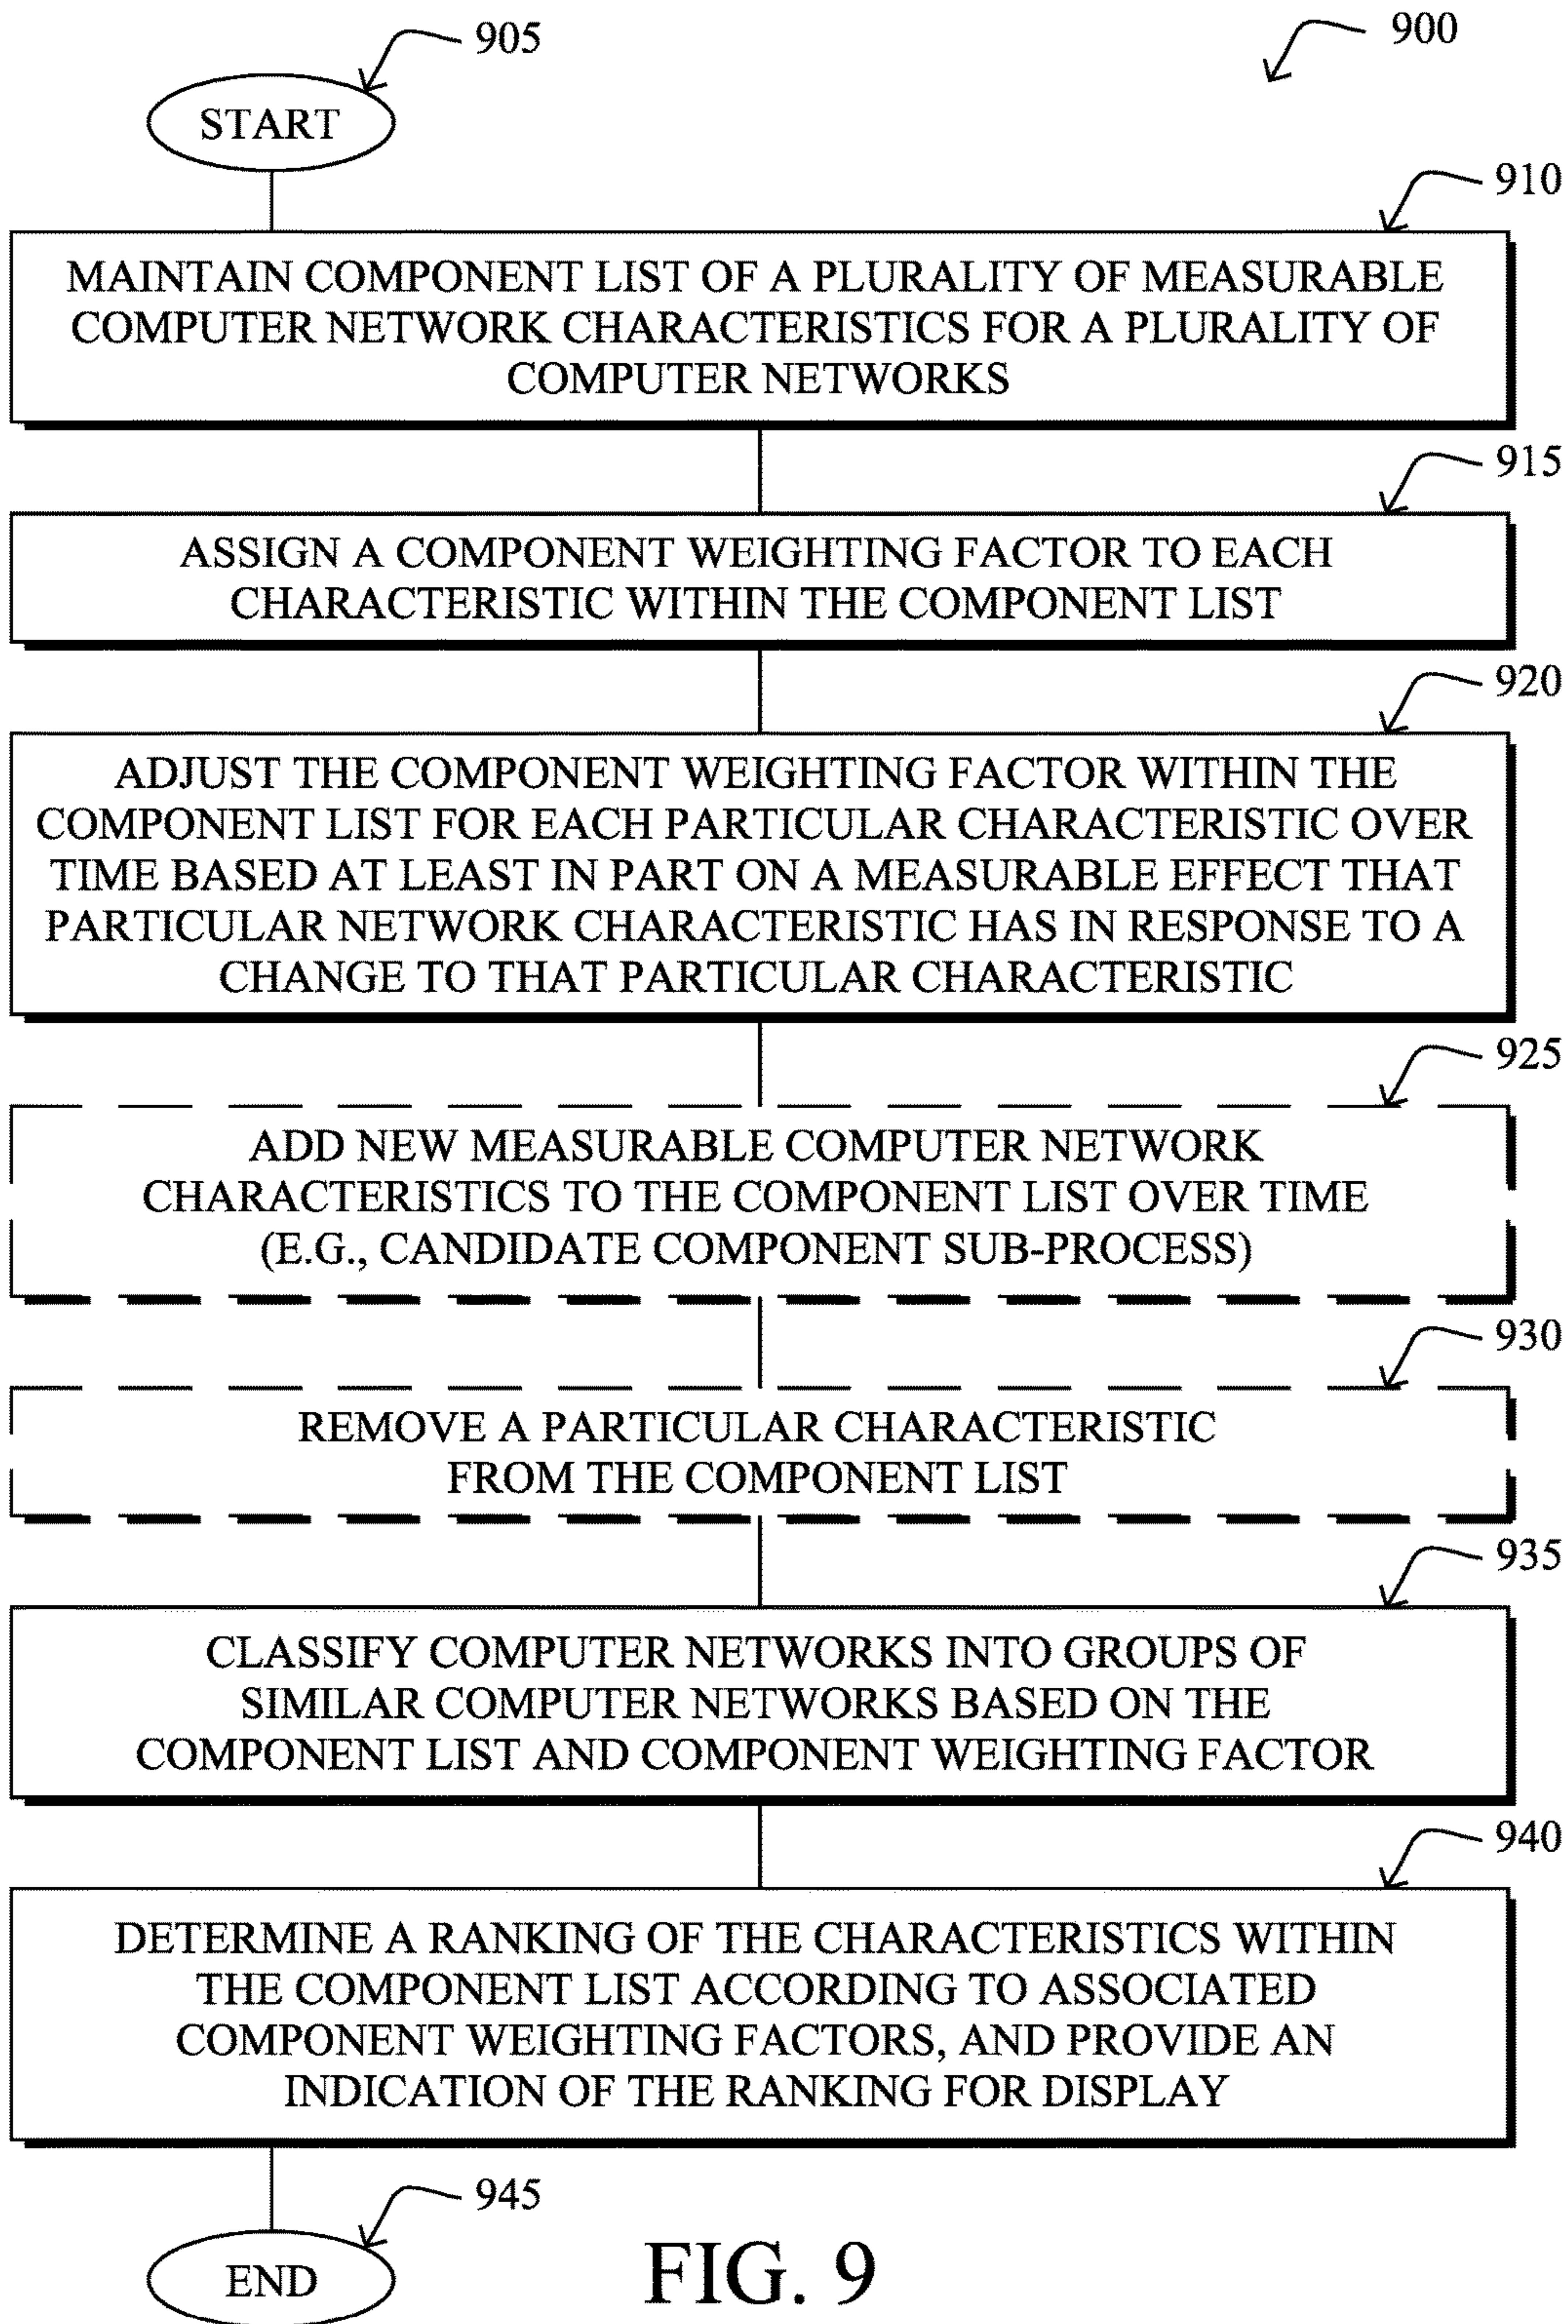 905
900
START
910
MAINTAIN COMPONENT LIST OF A PLURALITY OF MEASURABLE
COMPUTER NETWORK CHARACTERISTICS FOR A PLURALITY OF
COMPUTER NETWORKS
915
ASSIGN A COMPONENT WEIGHTING FACTOR TO EACH
CHARACTERISTIC WITHIN THE COMPONENT LIST
920
ADJUST THE COMPONENT WEIGHTING FACTOR WITHIN THE
COMPONENT LIST FOR EACH PARTICULAR CHARACTERISTIC OVER
TIME BASED AT LEAST IN PART ON A MEASURABLE EFFECT THAT
PARTICULAR NETWORK CHARACTERISTIC HAS IN RESPONSE TO A
CHANGE TO THAT PARTICULAR CHARACTERISTIC
925
ADD NEW MEASURABLE COMPUTER NETWORK
CHARACTERISTICS TO THE COMPONENT LIST OVER TIME
(E.G., CANDIDATE COMPONENT SUB-PROCESS)
930
REMOVE A PARTICULAR CHARACTERISTIC
FROM THE COMPONENT LIST
935
CLASSIFY COMPUTER NETWORKS INTO GROUPS OF
SIMILAR COMPUTER NETWORKS BASED ON THE
COMPONENT LIST AND COMPONENT WEIGHTING FACTOR
940
DETERMINE A RANKING OF THE CHARACTERISTICS WITHIN
THE COMPONENT LIST ACCORDING TO ASSOCIATED
COMPONENT WEIGHTING FACTORS, AND PROVIDE AN
INDICATION OF THE RANKING FOR DISPLAY
945
END
FIG. 9